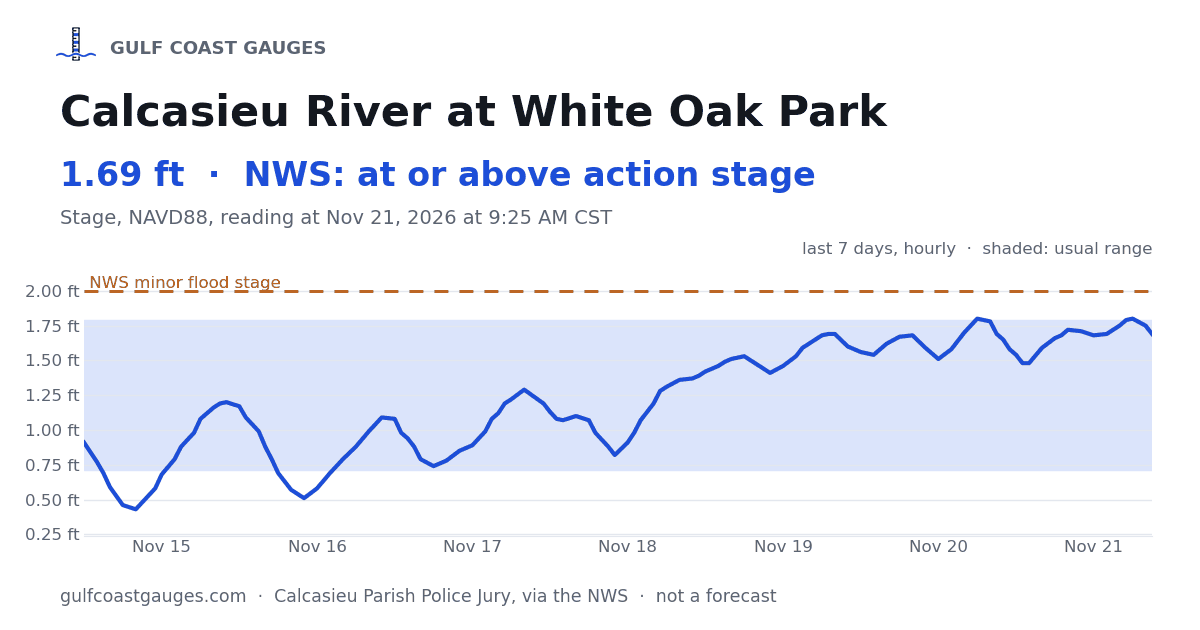 GULF COAST GAUGES
Calcasieu River at White Oak Park
1.69 ft · NWS: at or above action stage
Stage, NAVD88, reading at Nov 21, 2026 at 9:25 AM CST
last 7 days, hourly · shaded: usual range
NWS minor flood stage
2.00 ft
1.75 ft
1.50 ft
1.25 ft
1.00 ft
0.75 ft
0.50 ft
0.25 ft
Nov 15 Nov 16 Nov 17 Nov 18 Nov 19 Nov 20 Nov 21
gulfcoastgauges.com · Calcasieu Parish Police Jury, via the NWS · not a forecast